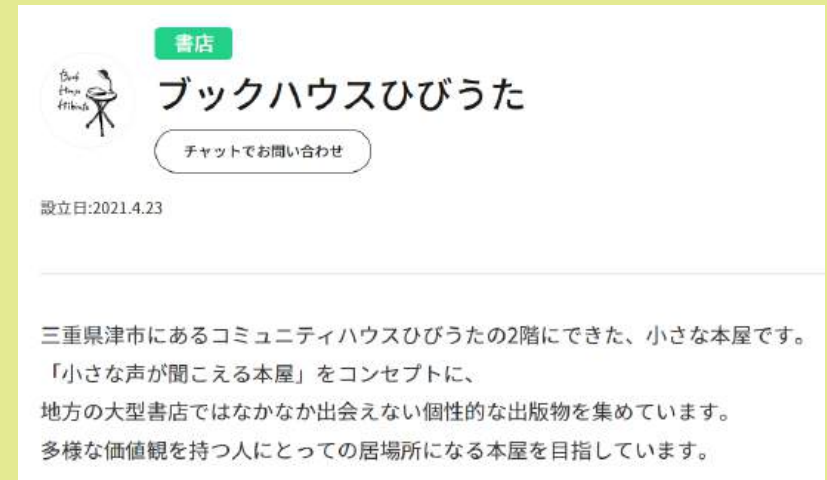 書店
Book
House
Hibiuta
ブックハウスひびうた
チャットでお問い合わせ
設立日:2021.4.23
三重県津市にあるコミュニティハウスひびうたの2階にできた、小さな本屋です。
「小さな声が聞こえる本屋」をコンセプトに、
地方の大型書店ではなかなか出会えない個性的な出版物を集めています。
多様な価値観を持つ人にとっての居場所になる本屋を目指しています。